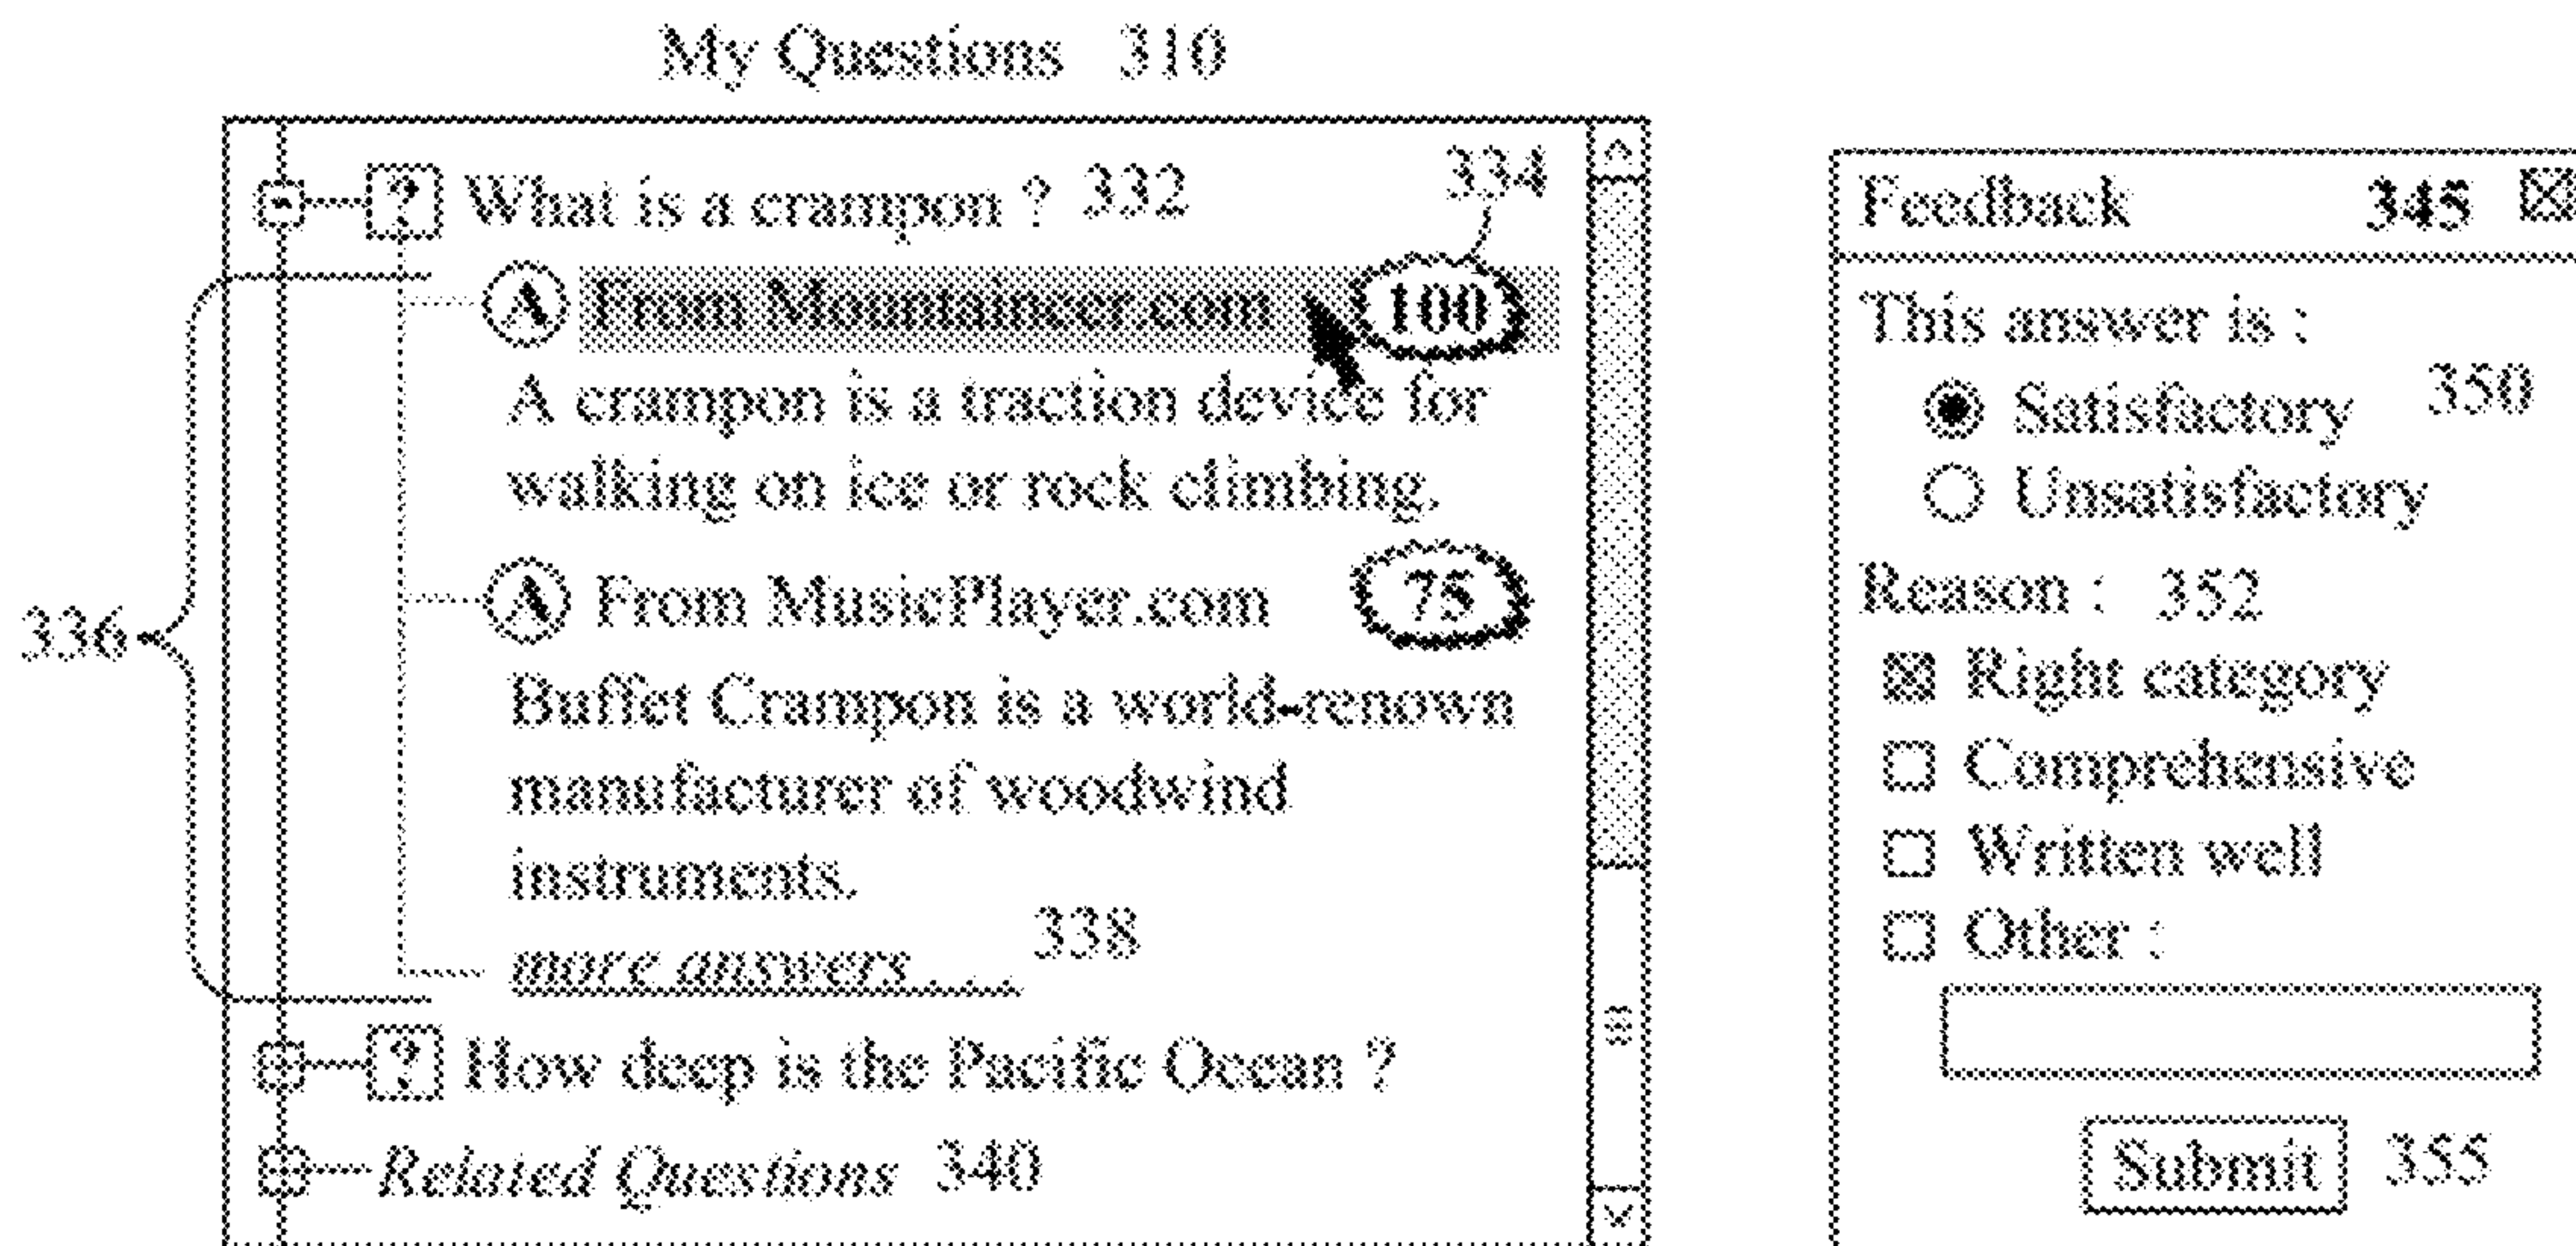 My Questions 310
? What is a crampon ? 332
334
A From Mountaineer.com 100
A crampon is a traction device for
walking on ice or rock climbing.
A From MusicPlayer.com 75
336
Buffet Crampon is a world-renown
manufacturer of woodwind
instruments.
more answers..... 338
? How deep is the Pacific Ocean ?
Related Questions 340
Feedback 345
This answer is :
Satisfactory 350
Unsatisfactory
Reason : 352
Right category
Comprehensive
Written well
Other :
Submit 355